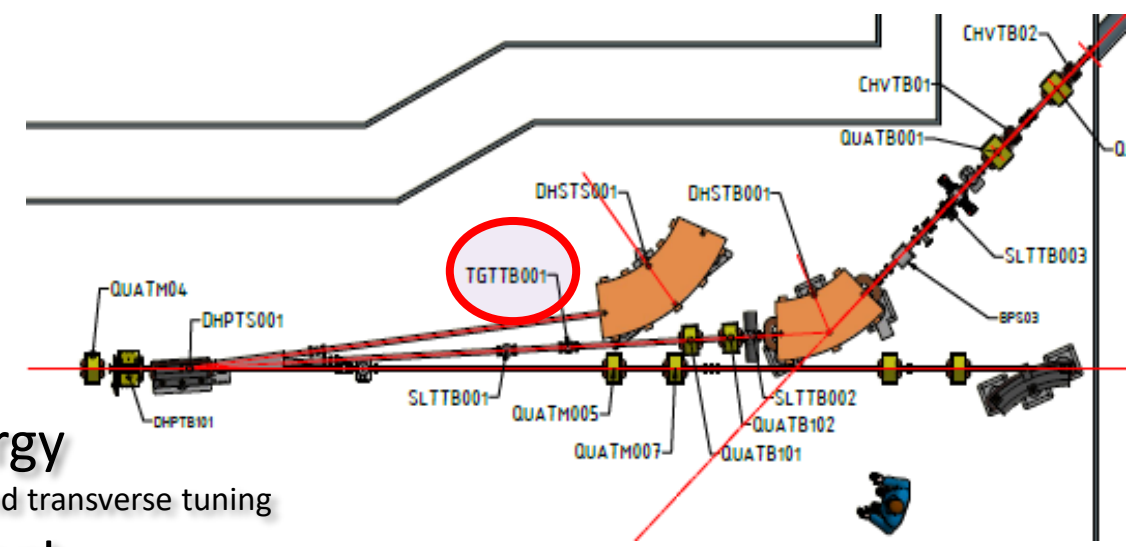 CHVTB02
CHVTB01
QUATB001
DHSTS001
DHSTB001
SLTTB003
TGTTB001
QUATM04
DHPTS001
BPS03
SLTTB001
SLTTB002
QUATM005
DHPTB101
QUATB102
QUATM007
QUATB101
rgy
d transverse tuning